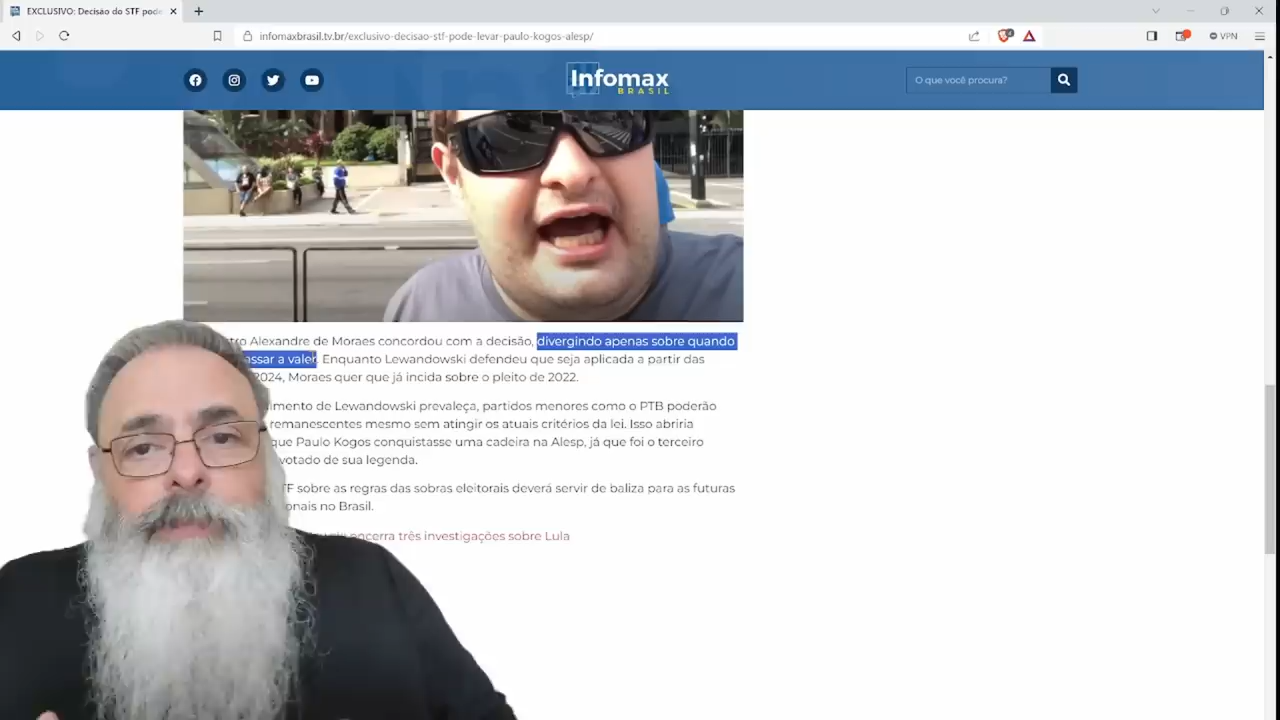 EXCLUSIVO: Decisão do STF pode
infomaxbrasil.tv.br/exclusivo-decisao-stf-pode-levar-paulo-kogos-alesp/
VPN
Infomax
BRASIL
O que você procura?
tro Alexandre de Moraes concordou com a decisão, divergindo apenas sobre quando
assar a valer. Enquanto Lewandowski defendeu que seja aplicada a partir das
2024, Moraes quer que já incida sobre o pleito de 2022.
imento de Lewandowski prevaleça, partidos menores como o PTB poderão
remanescentes mesmo sem atingir os atuais critérios da lei. Isso abriria
que Paulo Kogos conquistasse uma cadeira na Alesp, já que foi o terceiro
votado de sua legenda.
TF sobre as regras das sobras eleitorais deverá servir de baliza para as futuras
onais no Brasil.
encerra três investigações sobre Lula